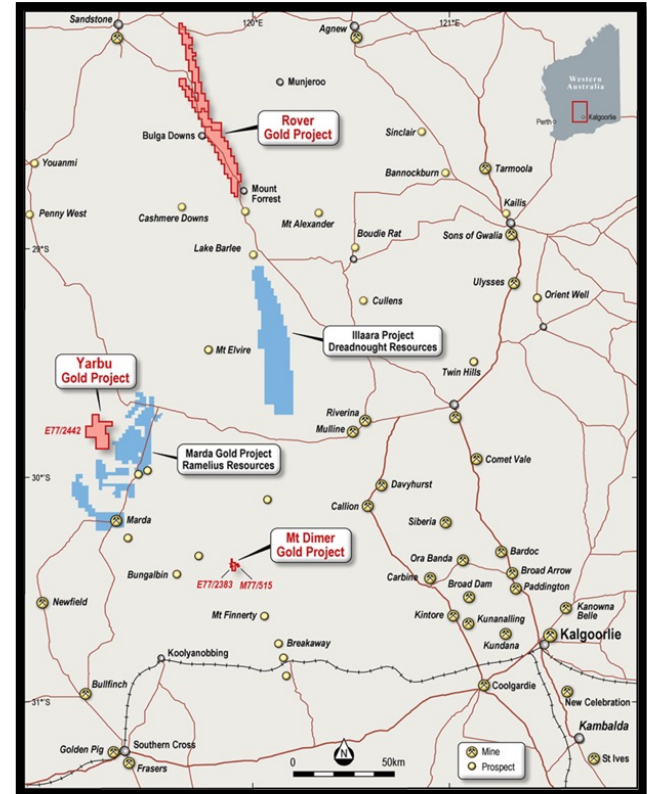 Sandstone
120°E
Agnew
121°E
Munjeroo
Western
Australia
Perth
Kalgoorlie
Rover
Gold Project
Bulga Downs
Sinclair
Youanmi
Bannockburn
Tarmoola
Mount
Forrest
Penny West
Cashmere Downs
Mt Alexander
Kailis
Boudie Rat
Sons of Gwalia
29°S
Lake Barlee
Ulysses
Orient Well
Cullens
Illaara Project
Dreadnought Resources
Mt Elvire
Yarbu
Gold Project
Twin Hills
E77/2442
Riverina
Mulline
Marda Gold Project
Ramelius Resources
Comet Vale
30°S
Davyhurst
Callion
Marda
Siberia
Mt Dimer
Gold Project
Bardoc
Ora Banda
Broad Arrow
Bungalbin
E77/2383
M77/515
Carbine
Paddington
Broad Dam
Newfield
Kanowna
Belle
Mt Finnerty
Kintore
Kunanalling
Kundana
Kalgoorlie
Breakaway
Koolyanobbing
Bullfinch
Coolgardie
31°S
New Celebration
Kambalda
Golden Pig
Southern Cross
Frasers
N
0
50km
Mine
Prospect
St Ives